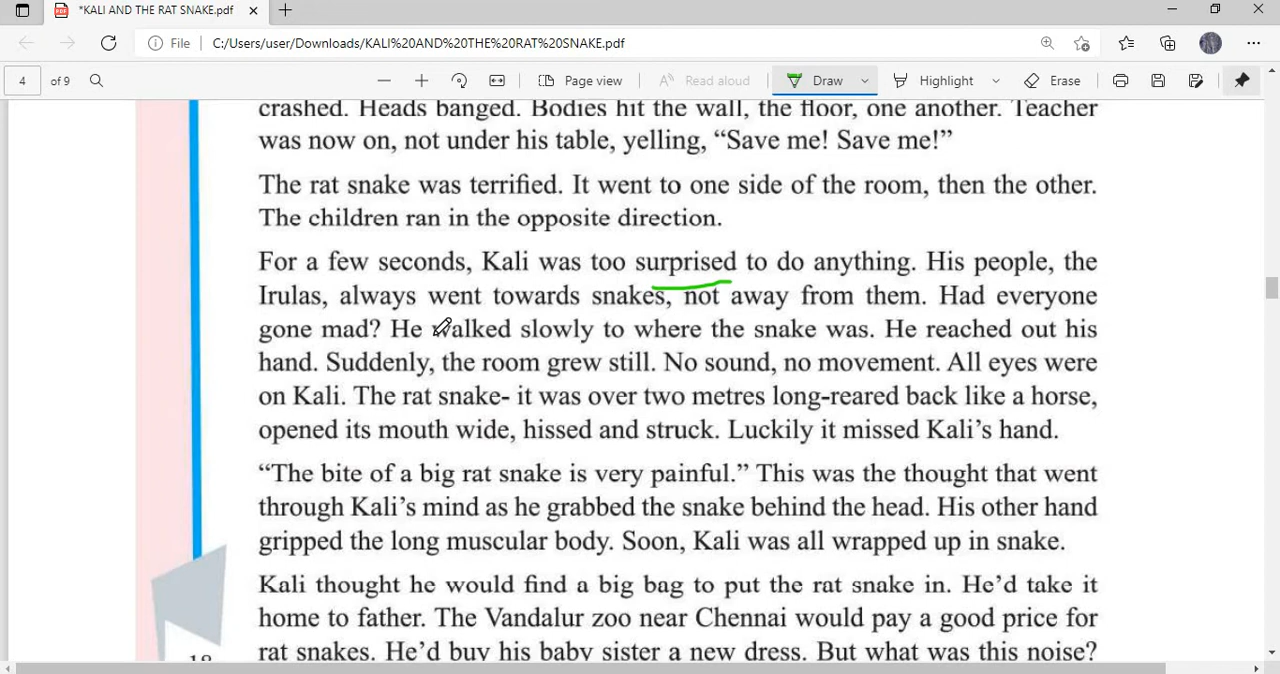 *KALI AND THE RAT SNAKE.pdf
File C:/Users/user/Downloads/KALI%20AND%20THE%20RAT%20SNAKE.pdf
4 of 9 Page view Read aloud Draw Highlight Erase
crashed. Heads banged. Bodies hit the wall, the floor, one another. Teacher
was now on, not under his table, yelling, “Save me! Save me!”
The rat snake was terrified. It went to one side of the room, then the other.
The children ran in the opposite direction.
For a few seconds, Kali was too surprised to do anything. His people, the
Irulas, always went towards snakes, not away from them. Had everyone
gone mad? He walked slowly to where the snake was. He reached out his
hand. Suddenly, the room grew still. No sound, no movement. All eyes were
on Kali. The rat snake- it was over two metres long-reared back like a horse,
opened its mouth wide, hissed and struck. Luckily it missed Kali’s hand.
“The bite of a big rat snake is very painful.” This was the thought that went
through Kali’s mind as he grabbed the snake behind the head. His other hand
gripped the long muscular body. Soon, Kali was all wrapped up in snake.
Kali thought he would find a big bag to put the rat snake in. He’d take it
home to father. The Vandalur zoo near Chennai would pay a good price for
rat snakes. He’d buy his baby sister a new dress. But what was this noise?